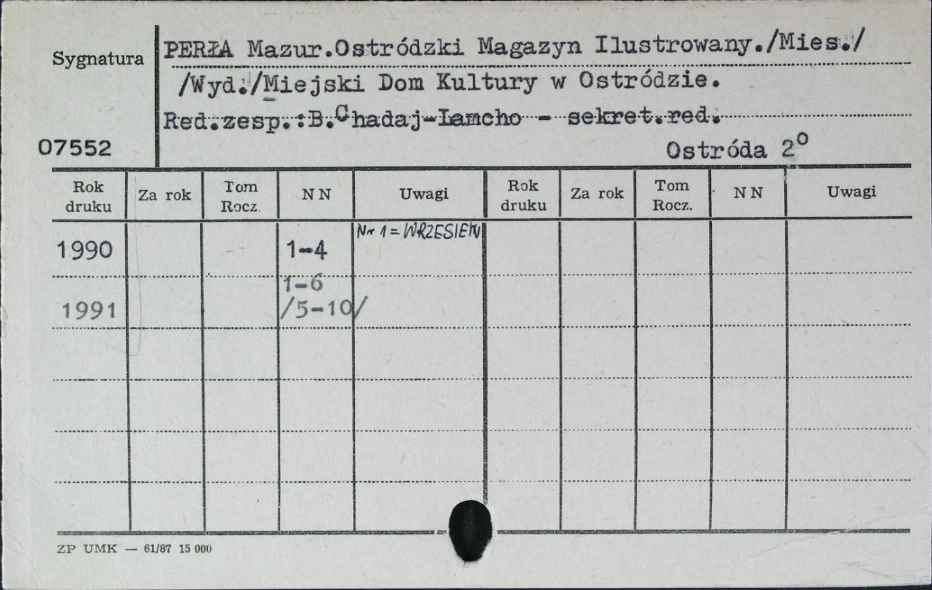 Sygnatura
PERŁA Mazur.Ostródzki Magazyn Ilustrowany./Mies./
/Wyd./Miejski Dom Kultury w Ostródzie.
Red.zesp.:B.Chadaj-Łamcho - sekret.red.
07552
Ostróda 2o
Rok druku Za rok Tom Rocz. N N Uwagi Rok druku Za rok Tom Rocz. N N Uwagi
Nr 1 = WRZESIEŃ
1990 1-4
1-6
1991 /5-10/
ZP UMK — 61/87 15 000